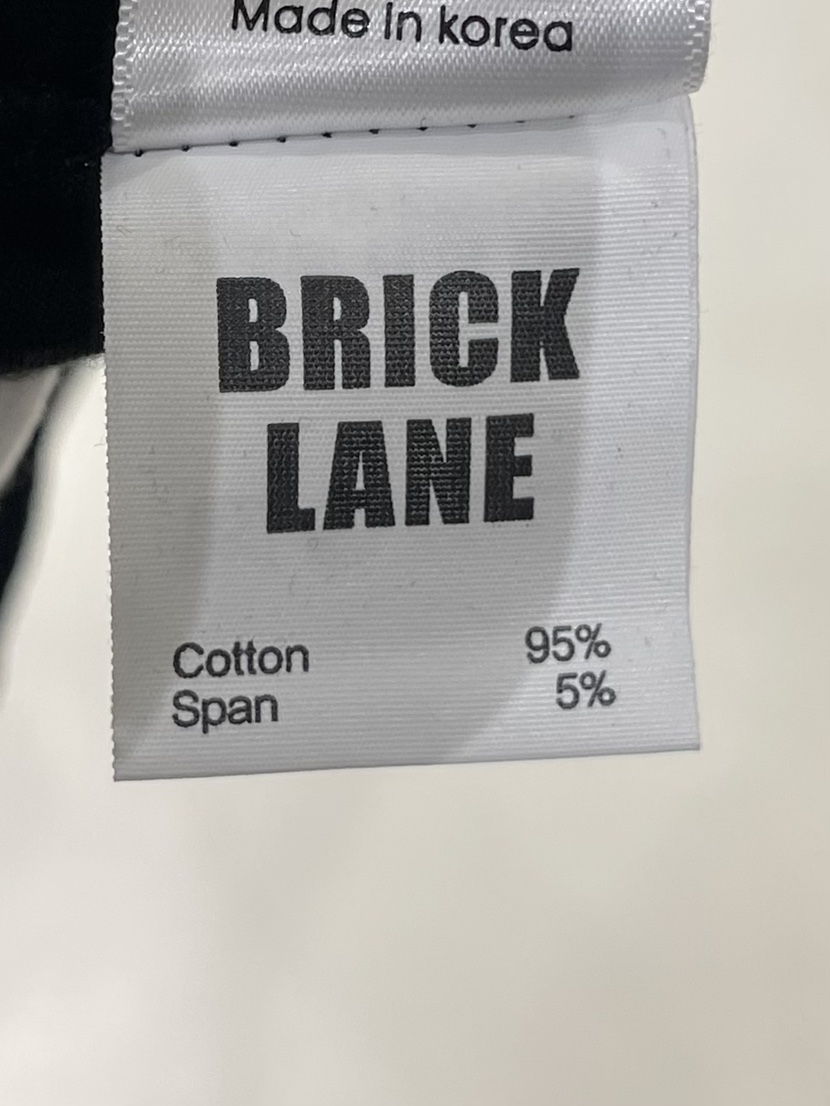 Made In korea
BRICK
LANE
Cotton 95%
Span 5%